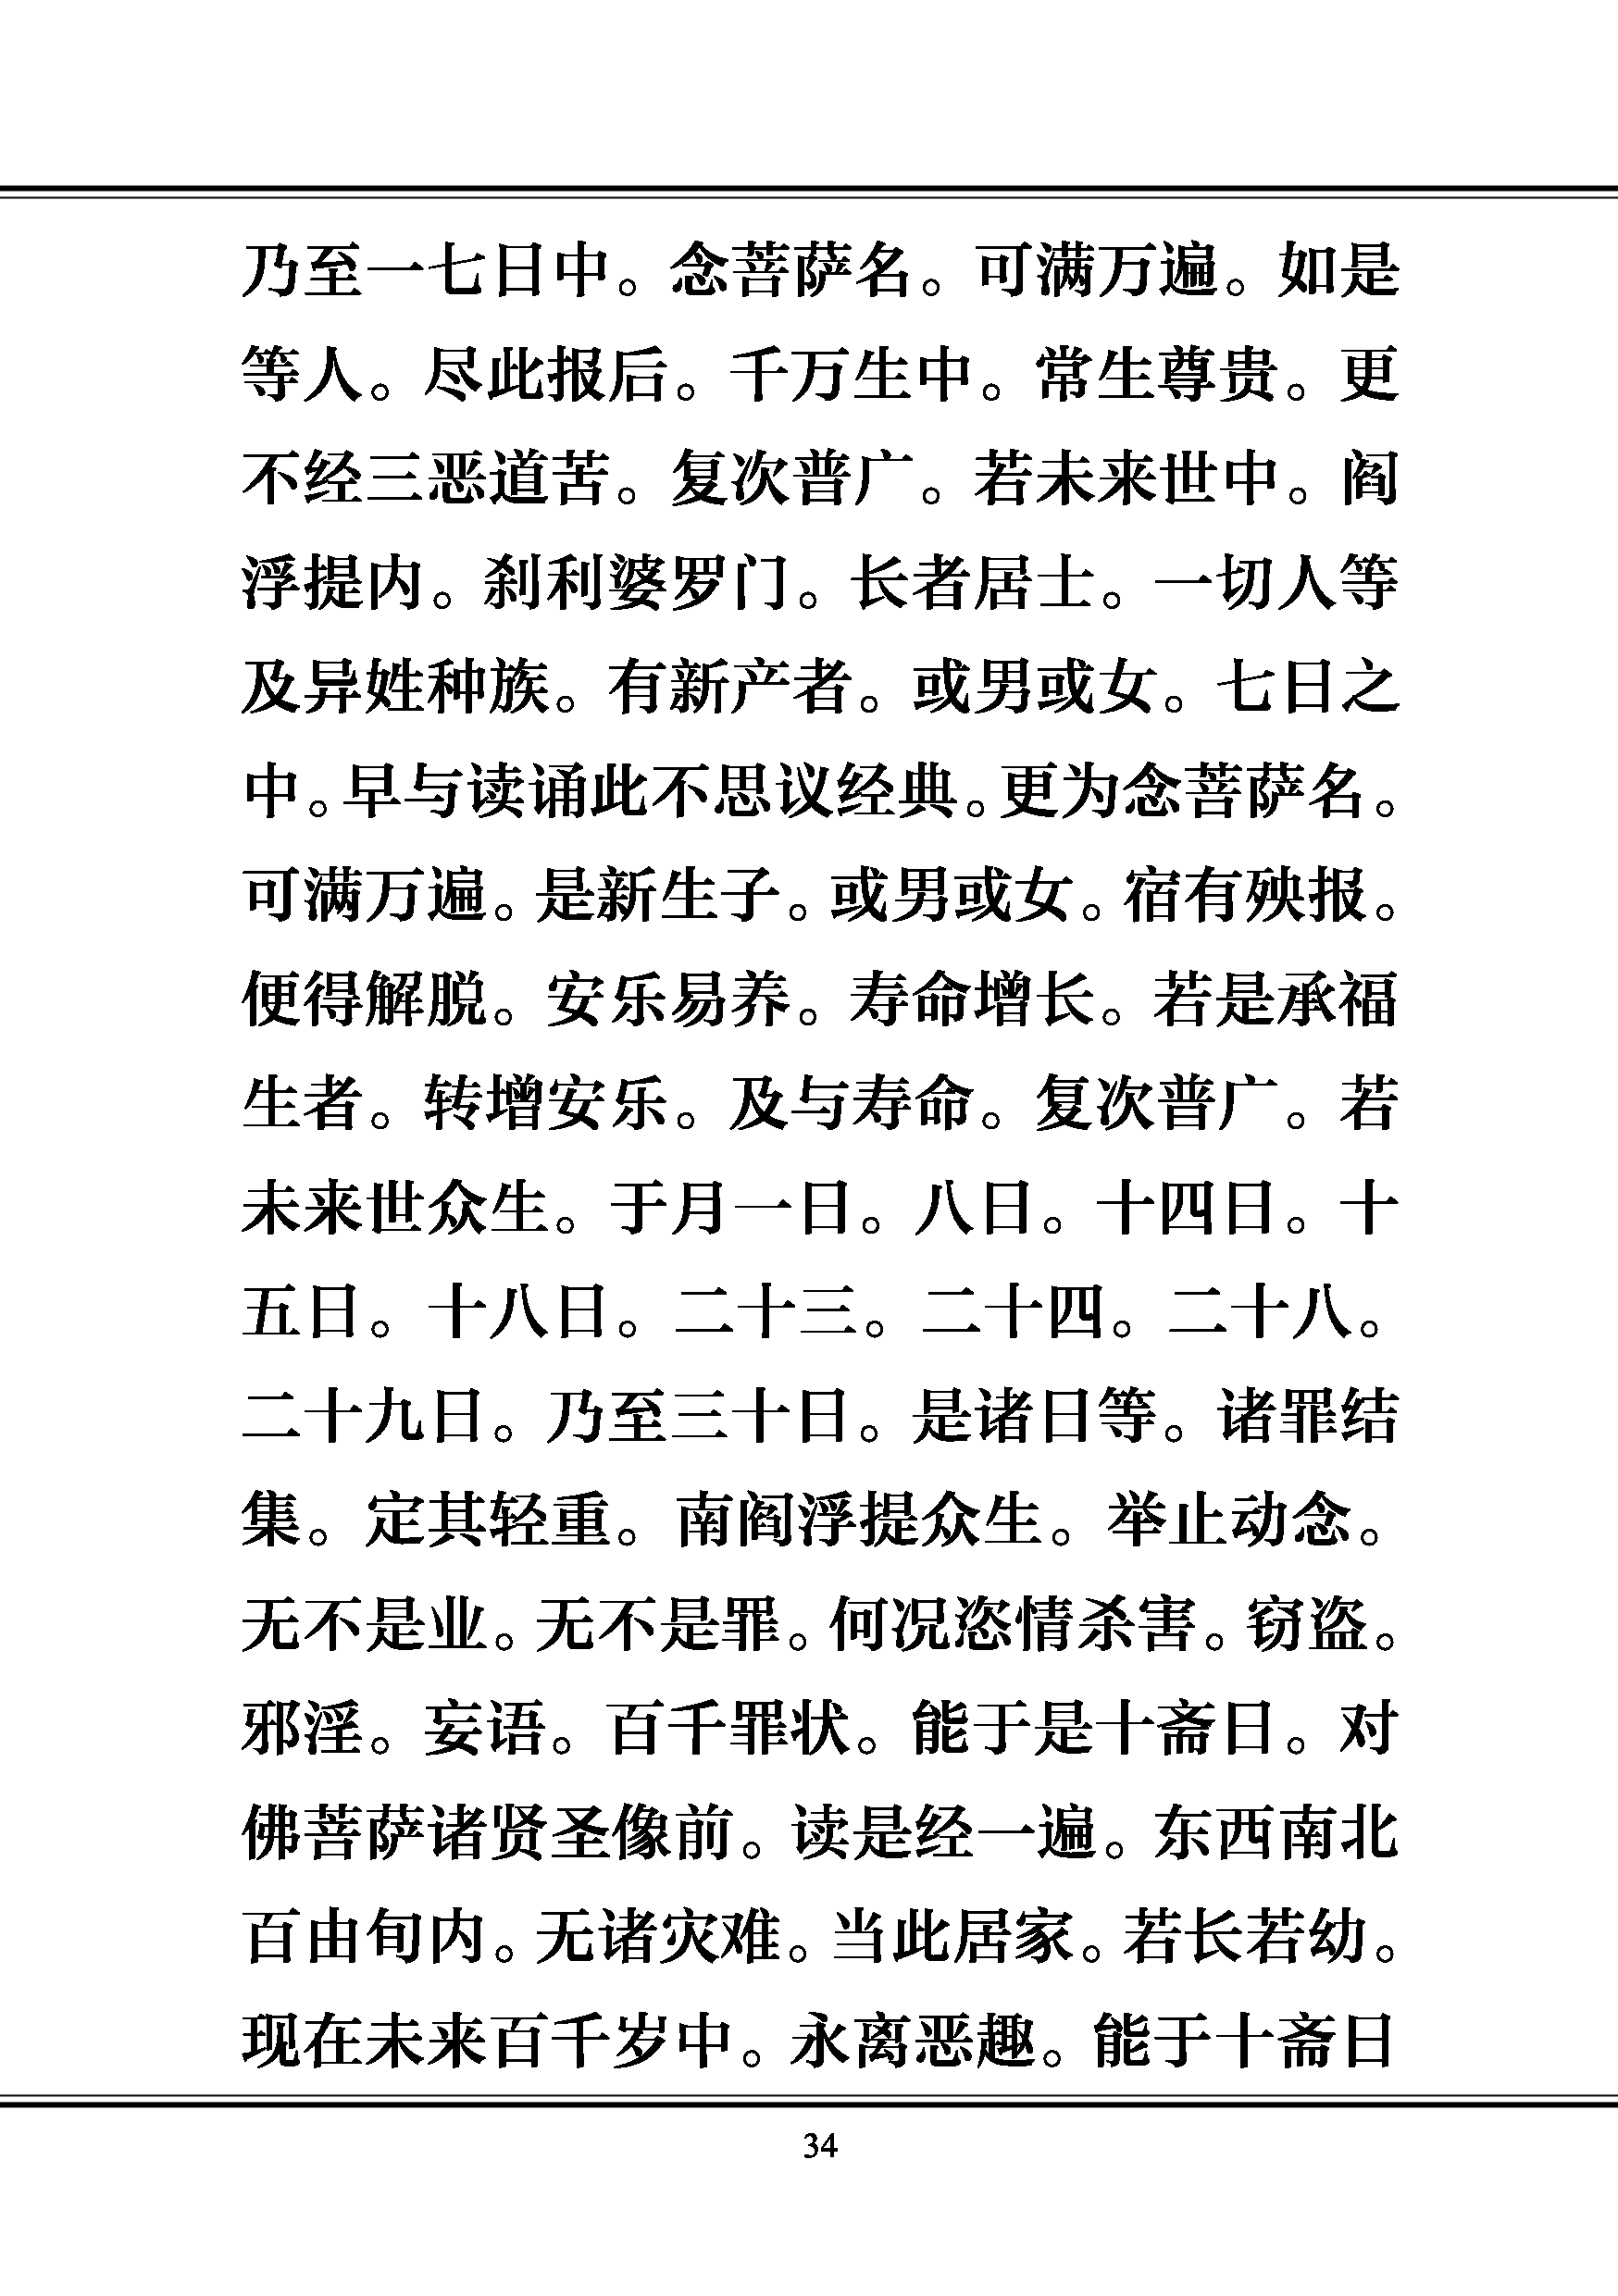 乃至一七日中。念菩萨名。可满万遍。如是
等人。尽此报后。千万生中。常生尊贵。更
不经三恶道苦。复次普广。若未来世中。阎
浮提内。刹利婆罗门。长者居士。一切人等
及异姓种族。有新产者。或男或女。七日之
中。早与读诵此不思议经典。更为念菩萨名。
可满万遍。是新生子。或男或女。宿有殃报。
便得解脱。安乐易养。寿命增长。若是承福
生者。转增安乐。及与寿命。复次普广。若
未来世众生。于月一日。八日。十四日。十
五日。十八日。二十三。二十四。二十八。
二十九日。乃至三十日。是诸日等。诸罪结
集。定其轻重。南阎浮提众生。举止动念。
无不是业。无不是罪。何况恣情杀害。窃盗。
邪淫。妄语。百千罪状。能于是十斋日。对
佛菩萨诸贤圣像前。读是经一遍。东西南北
百由旬内。无诸灾难。当此居家。若长若幼。
现在未来百千岁中。永离恶趣。能于十斋日
34